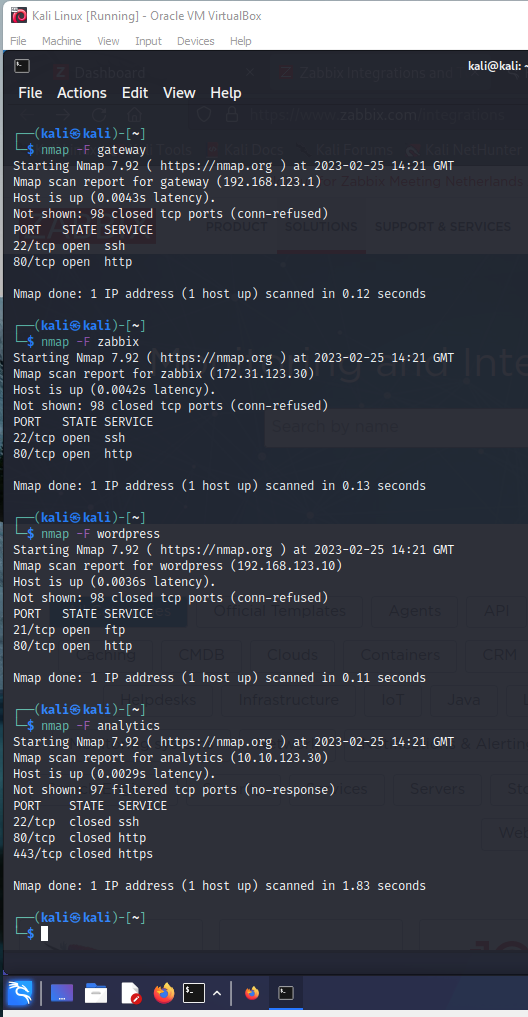 Kali Linux [Running] - Oracle VM VirtualBox
File Machine View Input Devices Help
kali@kali: ~
File Actions Edit View Help
┌──(kali㉿kali)-[~]
└─$ nmap -F gateway
Starting Nmap 7.92 ( https://nmap.org ) at 2023-02-25 14:21 GMT
Nmap scan report for gateway (192.168.123.1)
Host is up (0.0043s latency).
Not shown: 98 closed tcp ports (conn-refused)
PORT   STATE SERVICE
22/tcp open  ssh
80/tcp open  http
Nmap done: 1 IP address (1 host up) scanned in 0.12 seconds
┌──(kali㉿kali)-[~]
└─$ nmap -F zabbix
Starting Nmap 7.92 ( https://nmap.org ) at 2023-02-25 14:21 GMT
Nmap scan report for zabbix (172.31.123.30)
Host is up (0.0042s latency).
Not shown: 98 closed tcp ports (conn-refused)
PORT   STATE SERVICE
22/tcp open  ssh
80/tcp open  http
Nmap done: 1 IP address (1 host up) scanned in 0.13 seconds
┌──(kali㉿kali)-[~]
└─$ nmap -F wordpress
Starting Nmap 7.92 ( https://nmap.org ) at 2023-02-25 14:21 GMT
Nmap scan report for wordpress (192.168.123.10)
Host is up (0.0036s latency).
Not shown: 98 closed tcp ports (conn-refused)
PORT   STATE SERVICE
21/tcp open  ftp
80/tcp open  http
Nmap done: 1 IP address (1 host up) scanned in 0.11 seconds
┌──(kali㉿kali)-[~]
└─$ nmap -F analytics
Starting Nmap 7.92 ( https://nmap.org ) at 2023-02-25 14:21 GMT
Nmap scan report for analytics (10.10.123.30)
Host is up (0.0029s latency).
Not shown: 97 filtered tcp ports (no-response)
PORT    STATE  SERVICE
22/tcp  closed ssh
80/tcp  closed http
443/tcp closed https
Nmap done: 1 IP address (1 host up) scanned in 1.83 seconds
┌──(kali㉿kali)-[~]
└─$